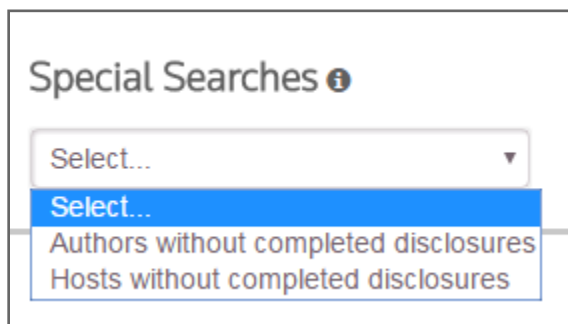 Special Searches
Select...
Select...
Authors without completed disclosures
Hosts without completed disclosures